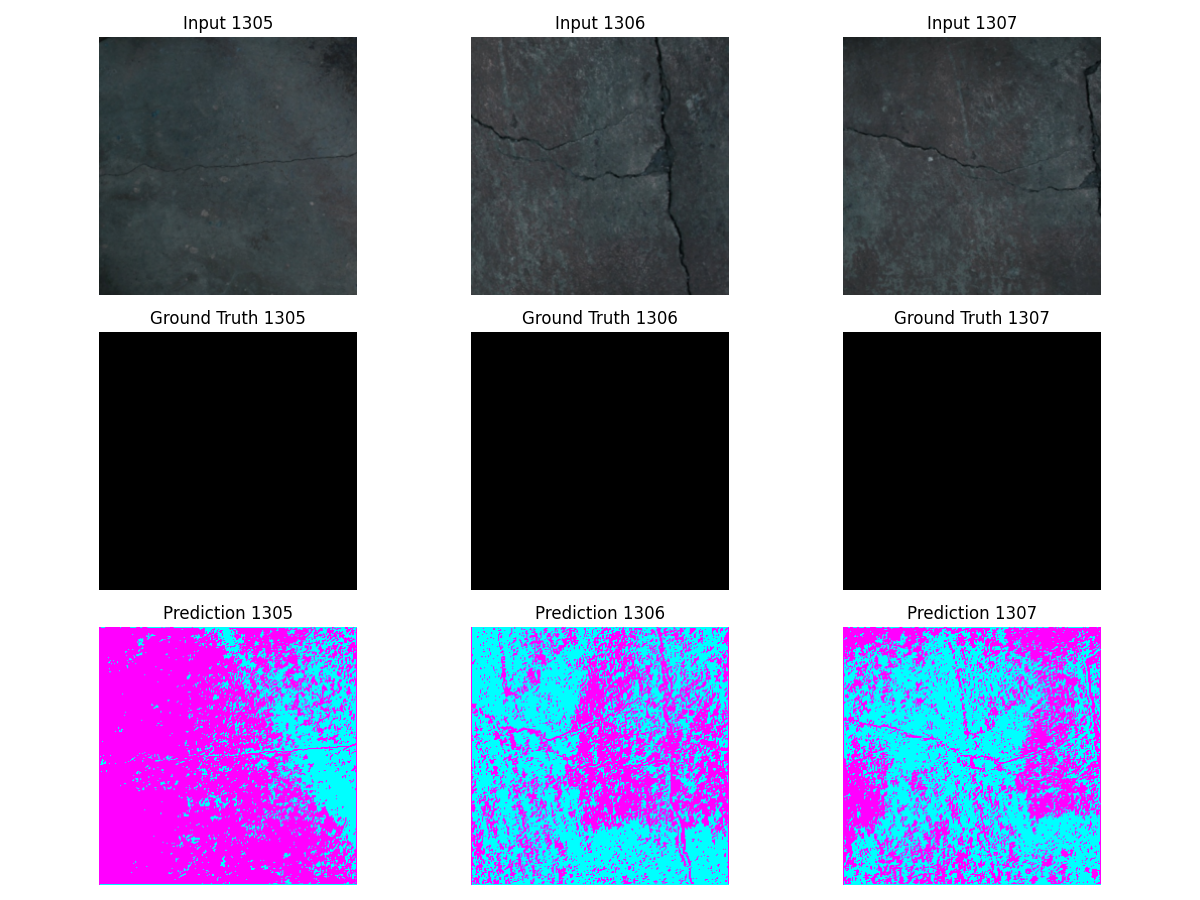 Input 1305
Input 1306
Input 1307
Ground Truth 1305
Ground Truth 1306
Ground Truth 1307
Prediction 1305
Prediction 1306
Prediction 1307